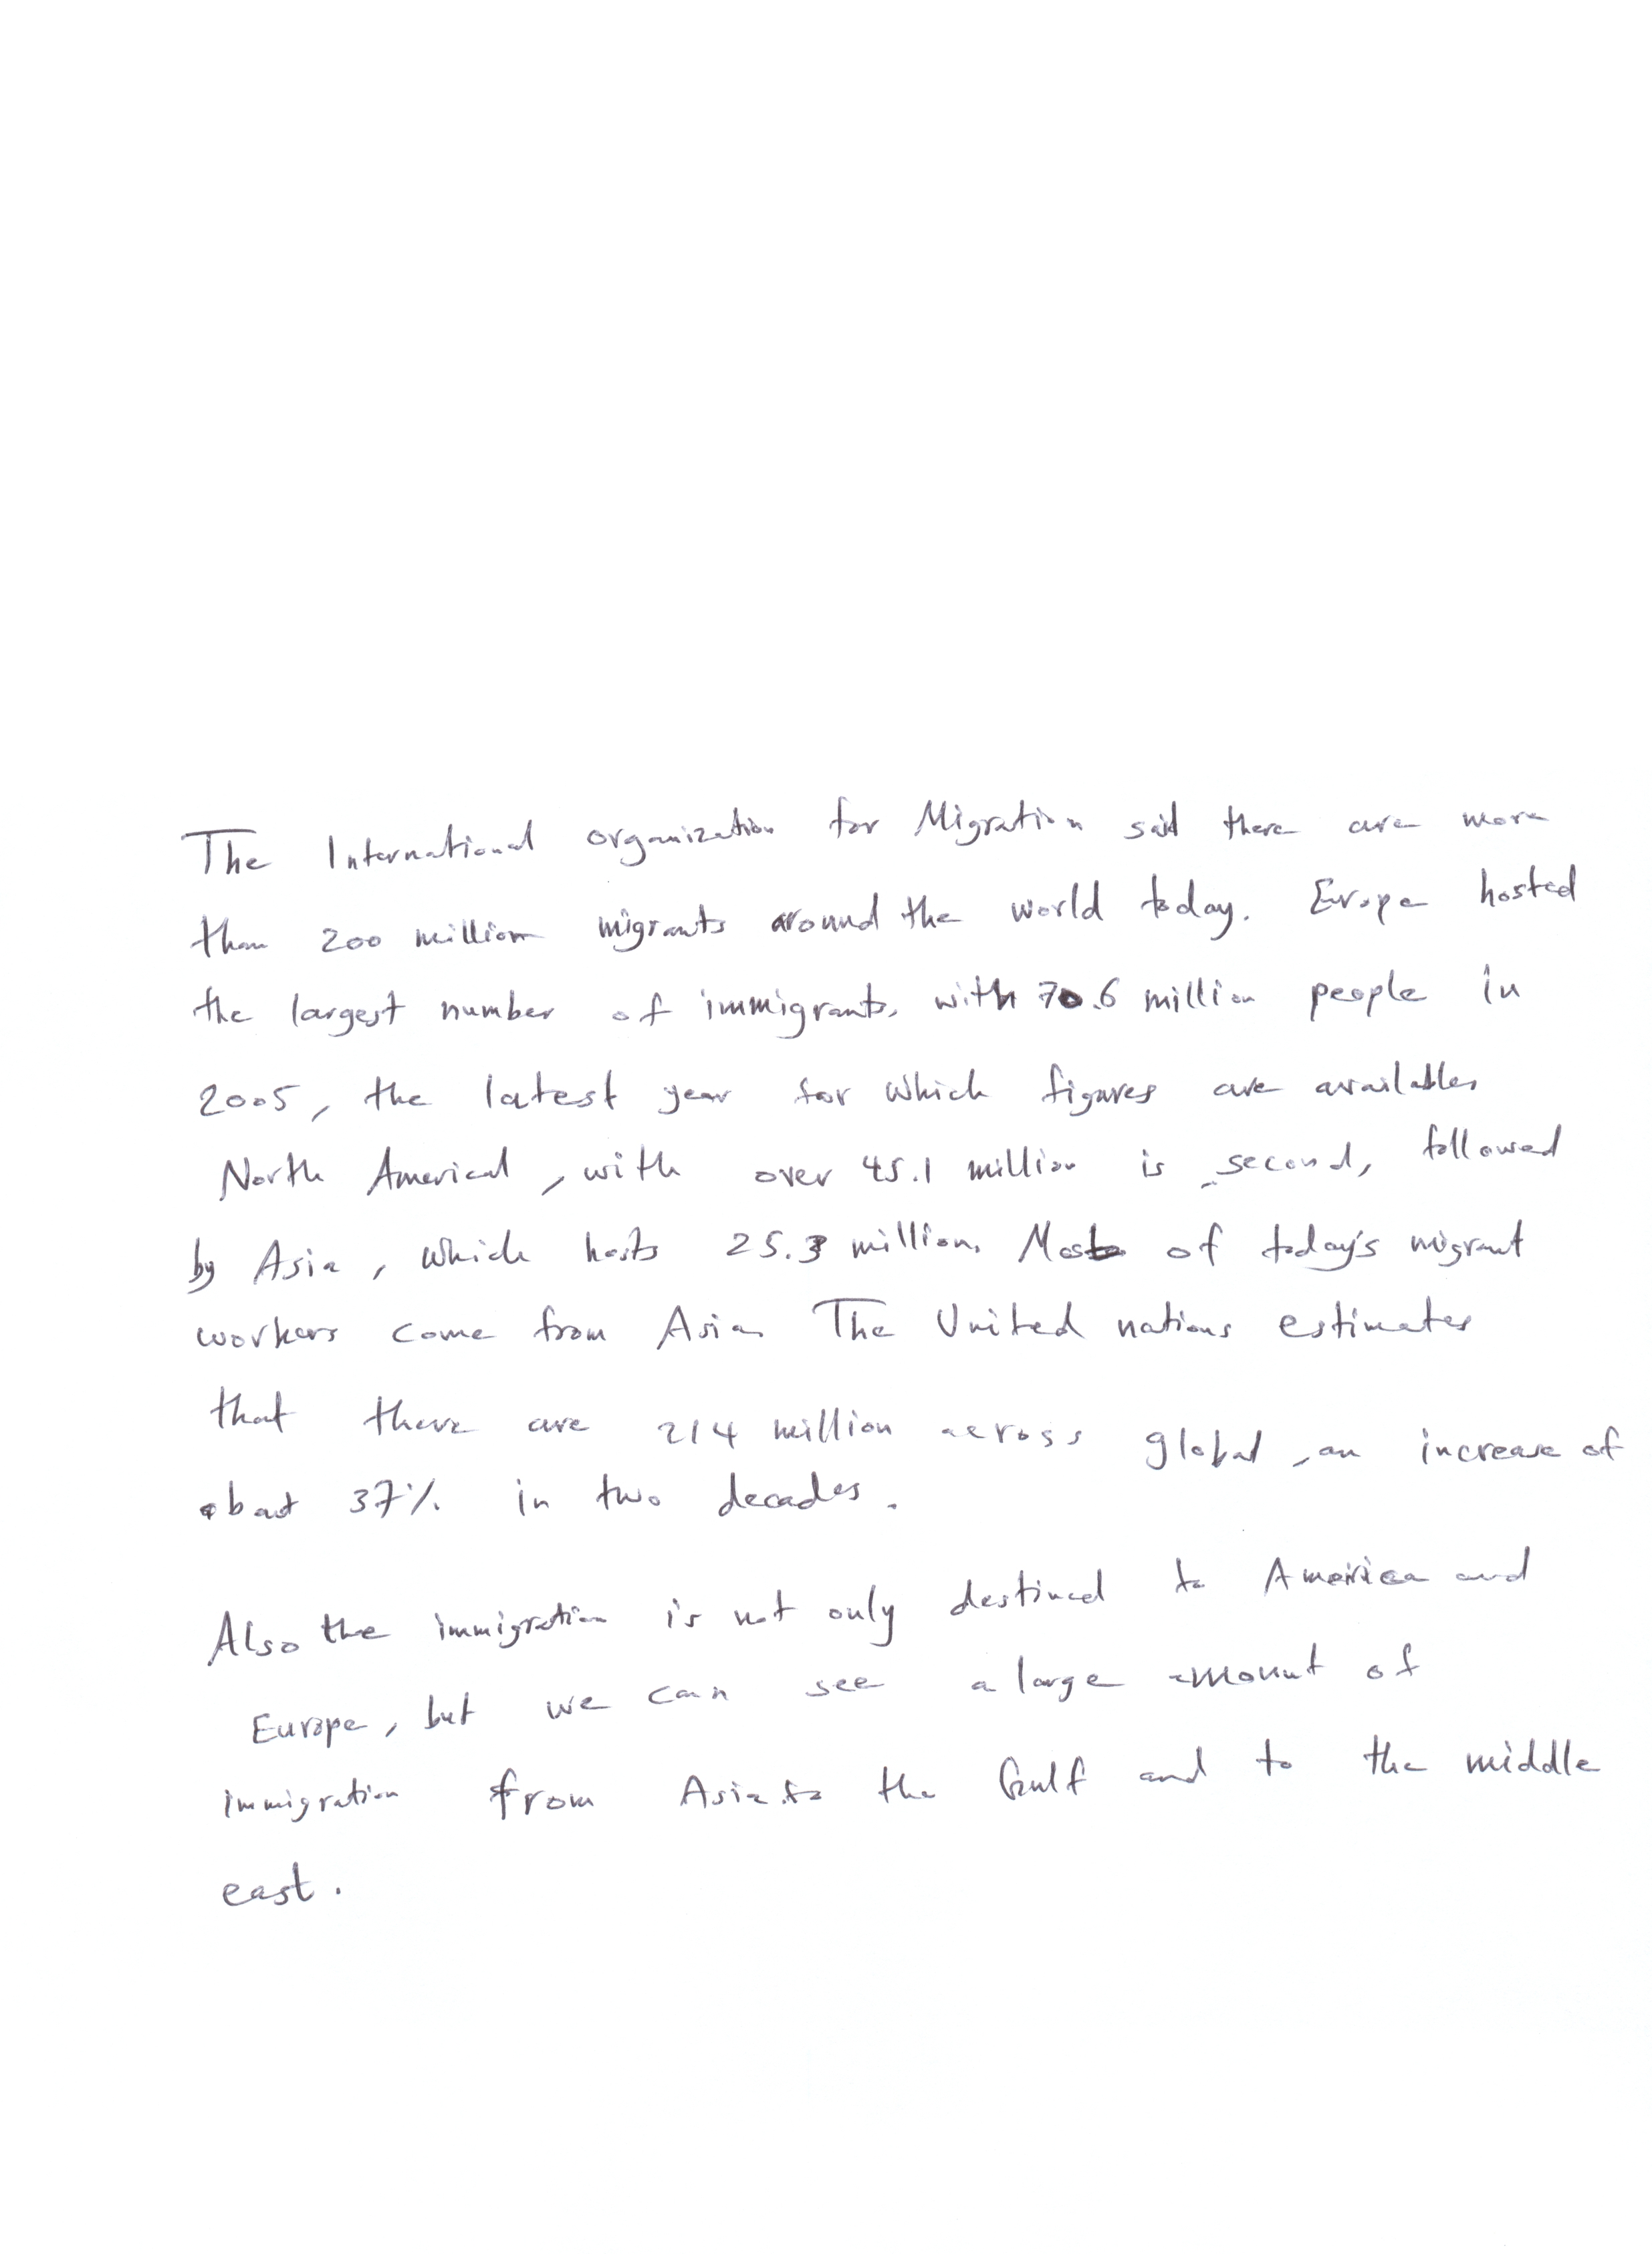 The International organization for Migration said there are more
than 200 million migrants around the world today. Europe hosted
the largest number of immigrants, with 70.6 million people in
2005, the latest year for which figures are available.
North Americal, with over 45.1 million is second, followed
by Asia, which hosts 25.3 million. Most of today's migrant
workers come from Asia. The United nations estimates
that there are 214 million across global, an increase of
about 37% in two decades.
Also the immigration is not only destined to America and
Europe, but we can see a large amount of
immigration from Asia to the Gulf and to the middle
east.